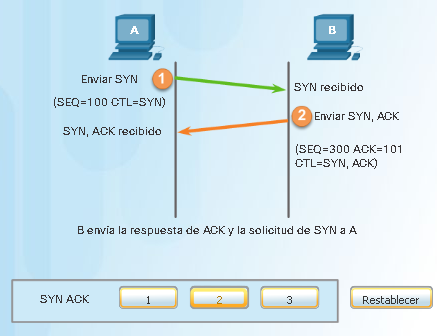 A
B
Enviar SYN
1
SYN recibido
(SEQ=100 CTL=SYN)
2
Enviar SYN, ACK
SYN, ACK recibido
(SEQ=300 ACK=101
CTL=SYN, ACK)
B envía la respuesta de ACK y la solicitud de SYN a A
SYN ACK
1
2
3
Restablecer